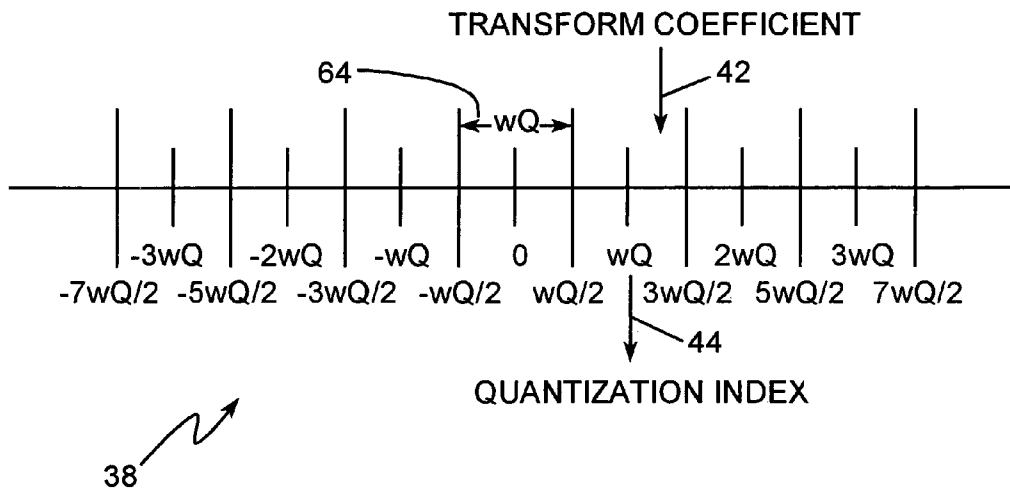 TRANSFORM COEFFICIENT
64
42
wQ
-3wQ -2wQ -wQ 0 wQ 2wQ 3wQ
-7wQ/2 -5wQ/2 -3wQ/2 -wQ/2 wQ/2 3wQ/2 5wQ/2 7wQ/2
44
QUANTIZATION INDEX
38